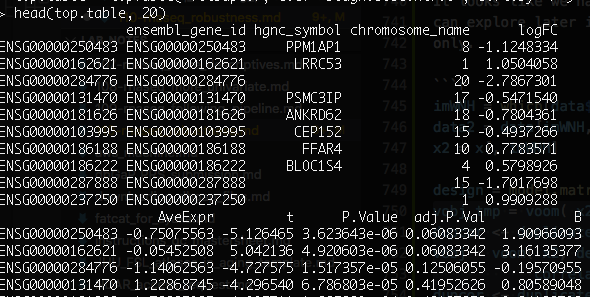 > head(top.table, 20)
ensembl_gene_id hgnc_symbol chromosome_name logFC
ENSG00000250483 ENSG00000250483 PPM1AP1 8 -1.1248334
ENSG00000162621 ENSG00000162621 LRRC53 1 1.0504058
ENSG00000284776 ENSG00000284776 20 -2.7867301
ENSG00000131470 ENSG00000131470 PSMC3IP 17 -0.5471540
ENSG00000181626 ENSG00000181626 ANKRD62 18 -0.7804361
ENSG00000103995 ENSG00000103995 CEP152 15 -0.4937266
ENSG00000186188 ENSG00000186188 FFAR4 10 0.7783571
ENSG00000186222 ENSG00000186222 BLOC1S4 4 0.5798926
ENSG00000287888 ENSG00000287888 15 -1.7017698
ENSG00000237250 ENSG00000237250 1 0.9909288
AveExpr t P.Value adj.P.Val B
ENSG00000250483 -0.75075563 -5.126465 3.623643e-06 0.06083342 1.90966093
ENSG00000162621 -0.05452508 5.042136 4.920603e-06 0.06083342 3.16135377
ENSG00000284776 -1.14062563 -4.727575 1.517357e-05 0.12506055 -0.19570955
ENSG00000131470 1.22868745 -4.296540 6.786803e-05 0.41952626 0.80589048